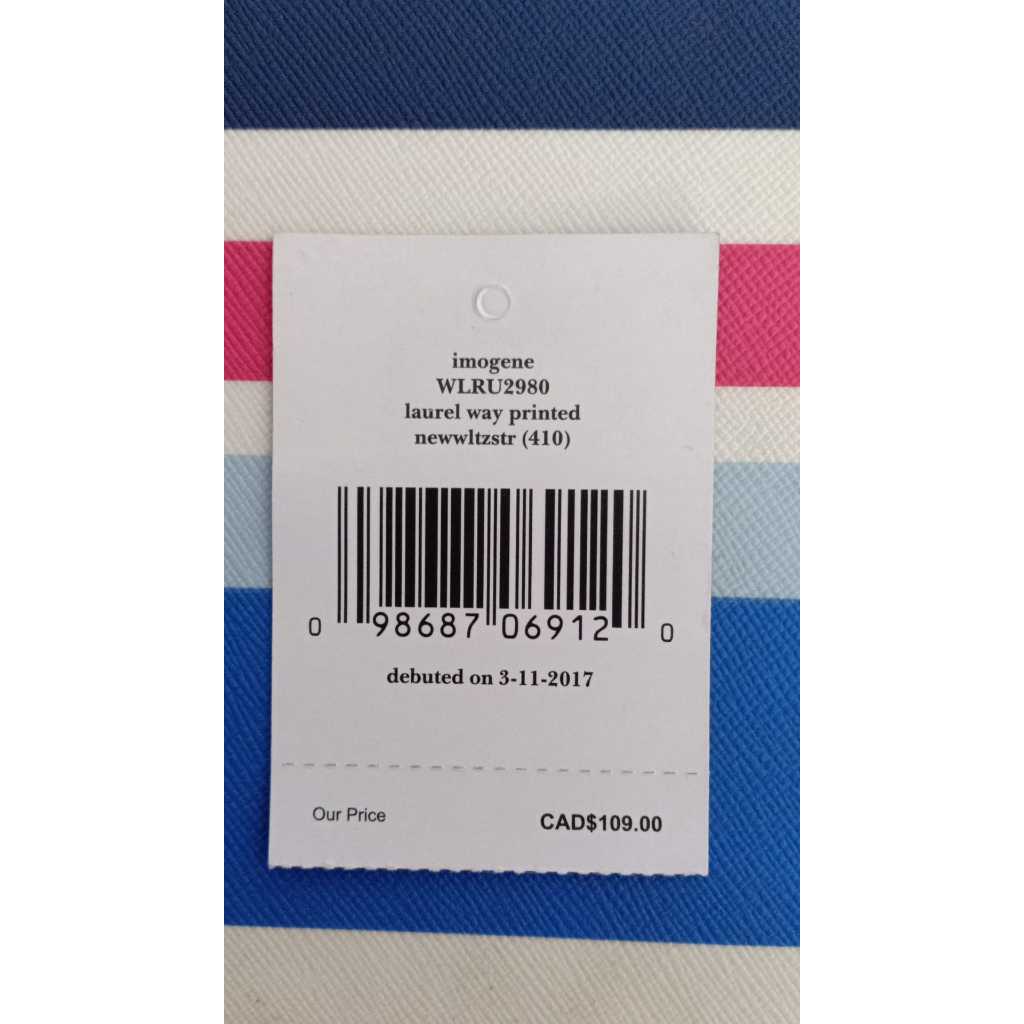 imogene
WLRU2980
laurel way printed
newwltzstr (410)
0 98687 06912 0
debuted on 3-11-2017
Our Price CAD$109.00